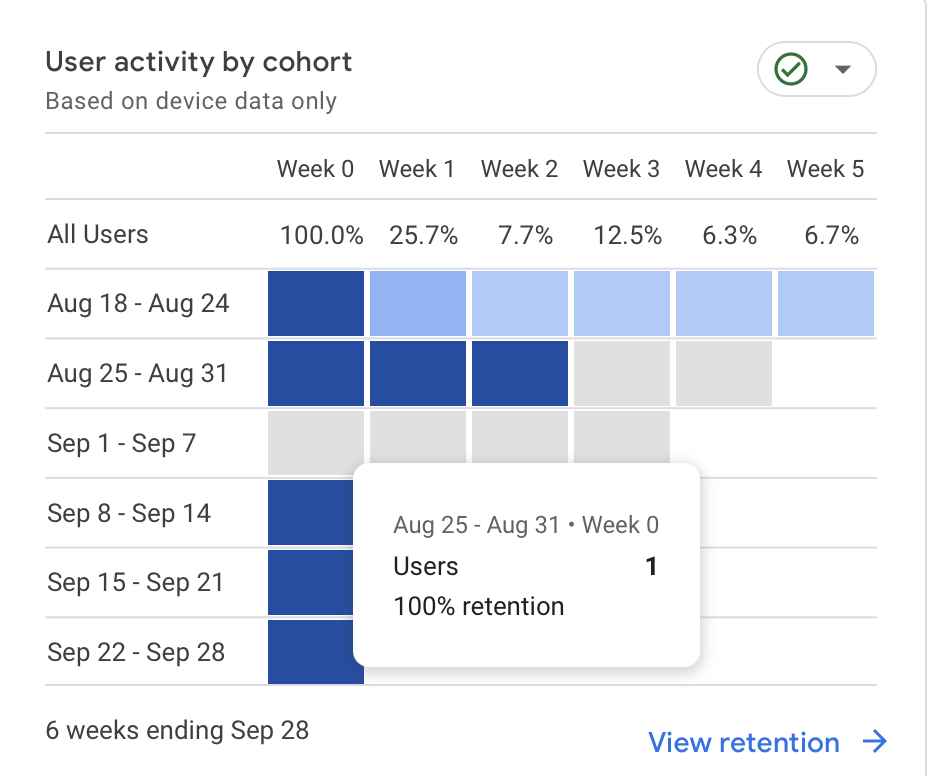 User activity by cohort
Based on device data only
Week 0 Week 1 Week 2 Week 3 Week 4 Week 5
All Users 100.0% 25.7% 7.7% 12.5% 6.3% 6.7%
Aug 18 - Aug 24
Aug 25 - Aug 31
Sep 1 - Sep 7
Sep 8 - Sep 14
Sep 15 - Sep 21
Sep 22 - Sep 28
Aug 25 - Aug 31 • Week 0
Users 1
100% retention
6 weeks ending Sep 28
View retention